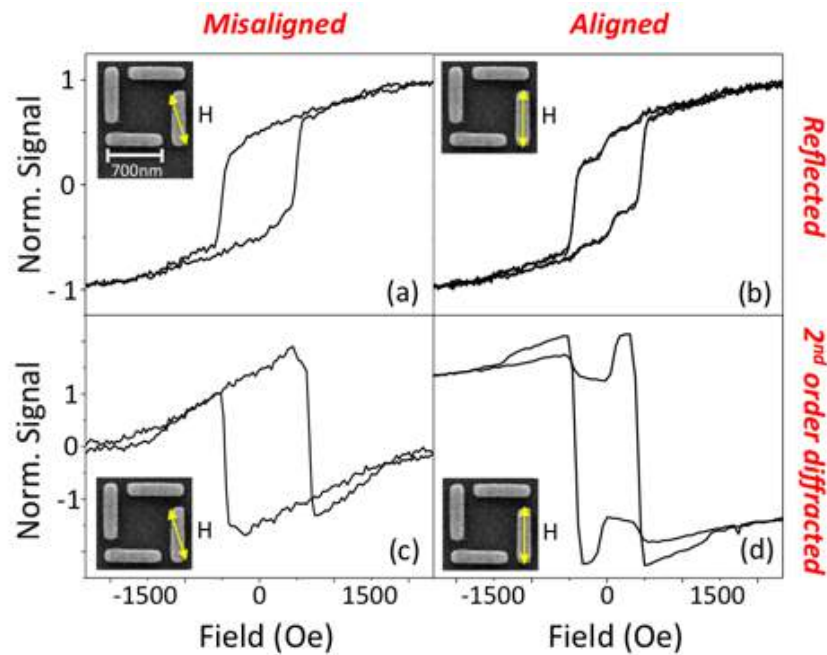 Misaligned
Aligned
Norm. Signal
1
0
- 1
H
700nm
(a)
H
(b)
Reflected
Norm. Signal
1
0
-1
H
(c)
H
(d)
2nd order diffracted
-1500
0
1500
-1500
0
1500
Field (Oe)
Field (Oe)